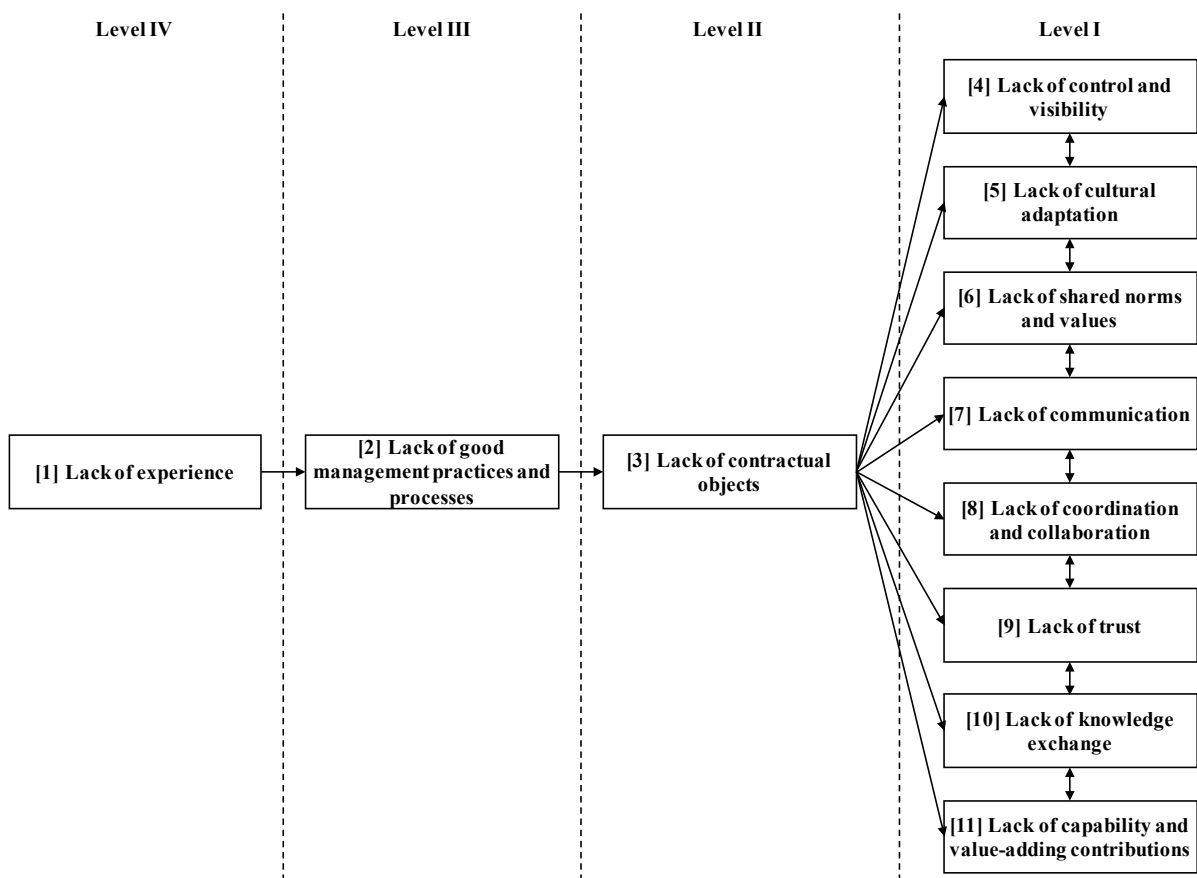 Level IV
Level III
Level II
Level I
[4] Lack of control and
visibility
[5] Lack of cultural
adaptation
[6] Lack of shared norms
and values
[7] Lack of communication
[1] Lack of experience
[2] Lack of good
management practices and
processes
[3] Lack of contractual
objects
[8] Lack of coordination
and collaboration
[9] Lack of trust
[10] Lack of knowledge
exchange
[11] Lack of capability and
value-adding contributions